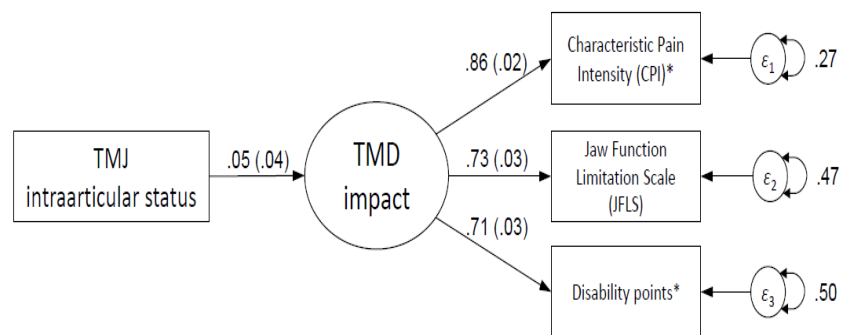 TMJ
intraarticular status
.05 (.04)
TMD
impact
.86 (.02)
.73 (.03)
.71 (.03)
Characteristic Pain
Intensity (CPI)*
ε1
.27
Jaw Function
Limitation Scale
(JFLS)
ε2
.47
Disability points*
ε3
.50